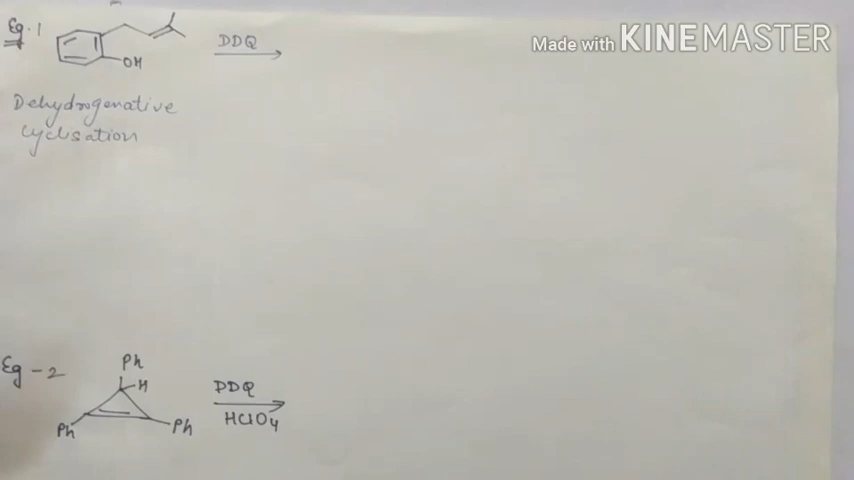 Eg. 1
OH
DDQ
Made with KINEMASTER
Dehydrogenative
Cyclisation
Eg - 2
Ph
H
Ph
Ph
DDQ
HClO4